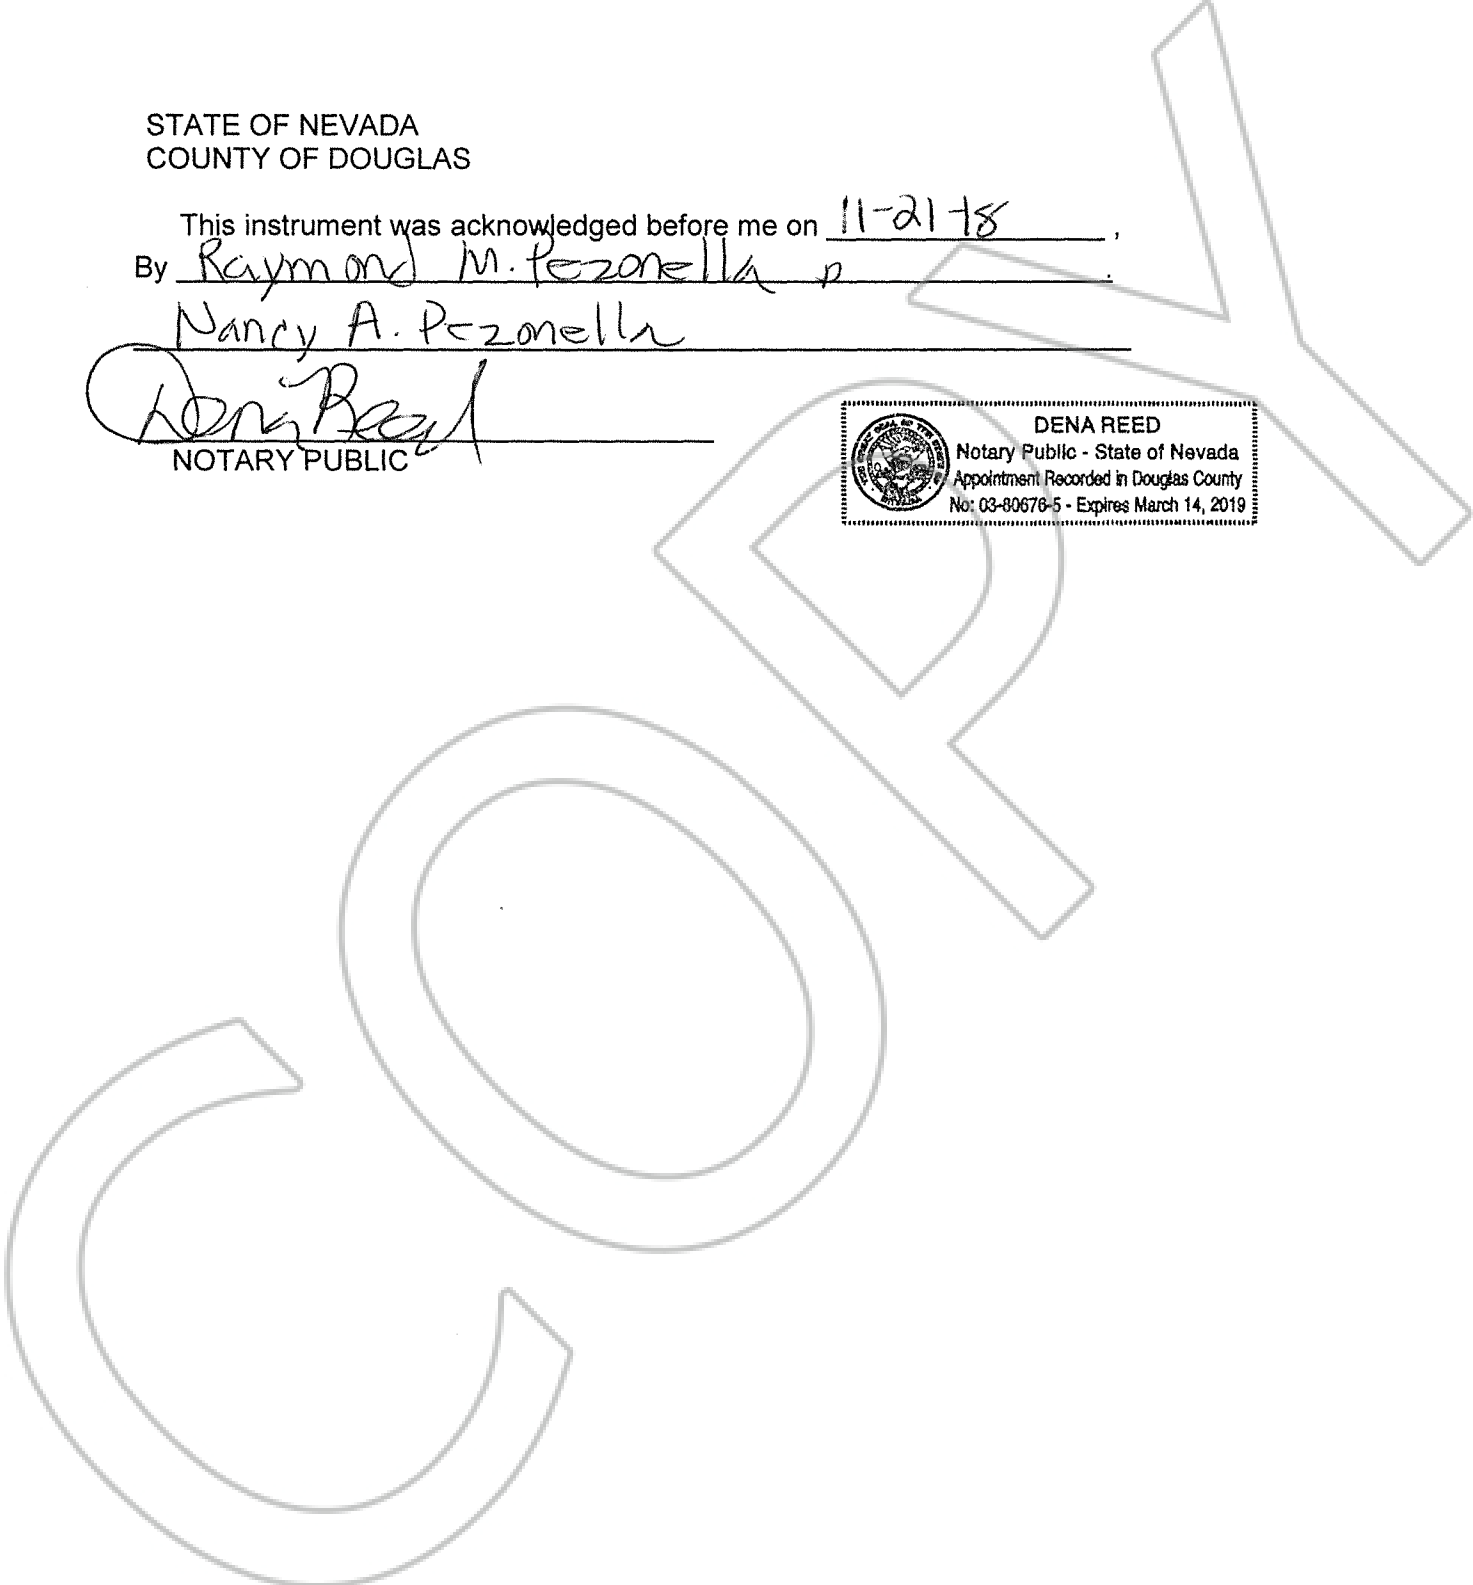 STATE OF NEVADA
COUNTY OF DOUGLAS
This instrument was acknowledged before me on 11-21-18,
By Raymond M. Pezonella .
Nancy A. Pezonella
Dena Reed
NOTARY PUBLIC
DENA REED
Notary Public - State of Nevada
Appointment Recorded in Douglas County
No: 03-80676-5 - Expires March 14, 2019
COPY